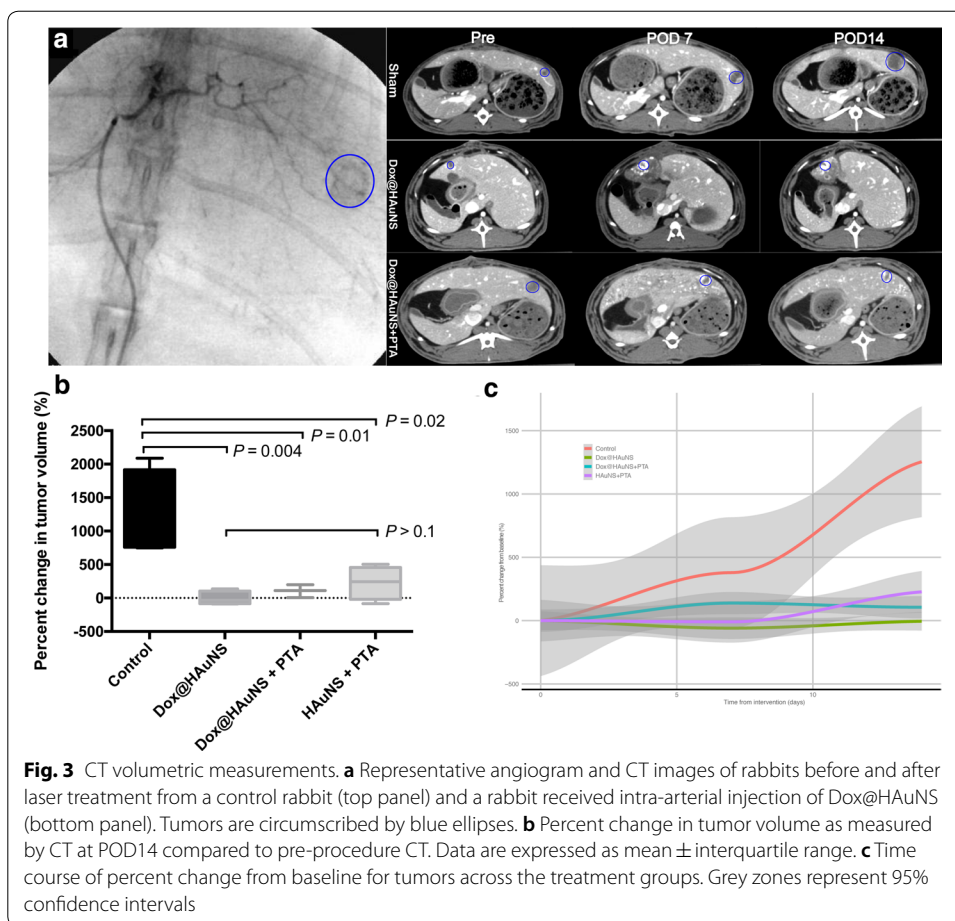 a
Pre
POD 7
POD14
Sham
Dox@HAuNS
Dox@HAuNS+PTA
b
Percent change in tumor volume (%)
2500
2000
1500
1000
500
0
-500
P = 0.02
P = 0.01
P = 0.004
P > 0.1
Control
Dox@HAuNS
Dox@HAuNS + PTA
HAuNS + PTA
c
Percent change from baseline (%)
1500
1000
500
0
−500
Control
Dox@HAuNS
Dox@HAuNS+PTA
HAuNS+PTA
0
5
10
Time from intervention (days)
Fig. 3 CT volumetric measurements. a Representative angiogram and CT images of rabbits before and after
laser treatment from a control rabbit (top panel) and a rabbit received intra-arterial injection of Dox@HAuNS
(bottom panel). Tumors are circumscribed by blue ellipses. b Percent change in tumor volume as measured
by CT at POD14 compared to pre-procedure CT. Data are expressed as mean ± interquartile range. c Time
course of percent change from baseline for tumors across the treatment groups. Grey zones represent 95%
confidence intervals